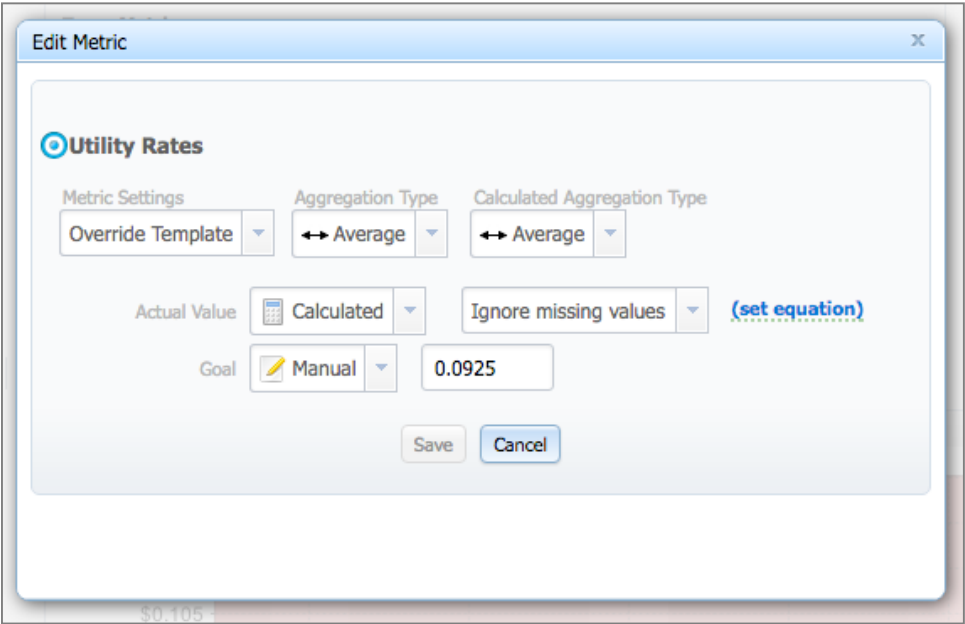 Edit Metric x
Utility Rates
Metric Settings Aggregation Type Calculated Aggregation Type
Override Template Average Average
Actual Value Calculated Ignore missing values (set equation)
Goal Manual 0.0925
Save Cancel
$0.105